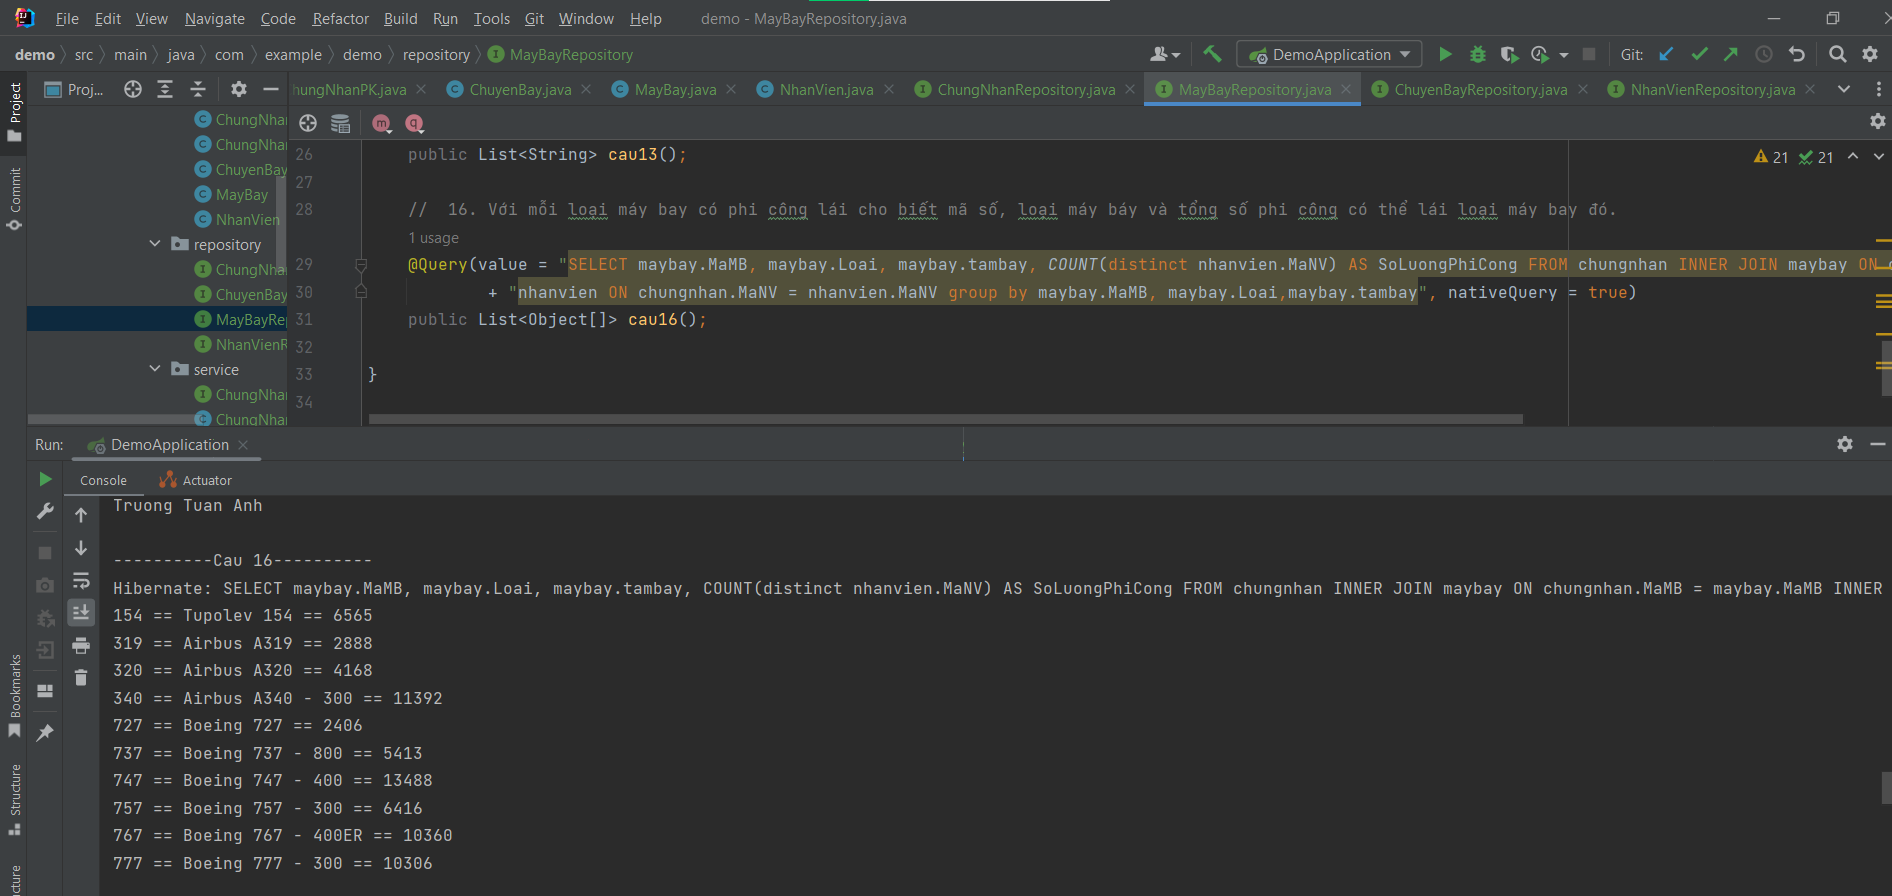 File Edit View Navigate Code Refactor Build Run Tools Git Window Help demo - MayBayRepository.java
demo src main java com example demo repository MayBayRepository DemoApplication Git:
Project
Commit
Bookmarks
Structure
Proj...
hungNhanPK.java ChuyenBay.java MayBay.java NhanVien.java ChungNhanRepository.java MayBayRepository.java ChuyenBayRepository.java NhanVienRepository.java
ChungNhan
ChungNhan
ChuyenBay
MayBay
NhanVien
repository
ChungNha
ChuyenBay
MayBayRep
NhanVienR
service
ChungNhan
ChungNhan
21 21
26 public List<String> cau13();
27
28 // 16. Với mỗi loại máy bay có phi công lái cho biết mã số, loại máy báy và tổng số phi công có thể lái loại máy bay đó.
1 usage
29 @Query(value = "SELECT maybay.MaMB, maybay.Loai, maybay.tambay, COUNT(distinct nhanvien.MaNV) AS SoLuongPhiCong FROM chungnhan INNER JOIN maybay ON c
30 + "nhanvien ON chungnhan.MaNV = nhanvien.MaNV group by maybay.MaMB, maybay.Loai,maybay.tambay", nativeQuery = true)
31 public List<Object[]> cau16();
32
33 }
34
Run: DemoApplication
Console Actuator
Truong Tuan Anh
----------Cau 16----------
Hibernate: SELECT maybay.MaMB, maybay.Loai, maybay.tambay, COUNT(distinct nhanvien.MaNV) AS SoLuongPhiCong FROM chungnhan INNER JOIN maybay ON chungnhan.MaMB = maybay.MaMB INNER
154 == Tupolev 154 == 6565
319 == Airbus A319 == 2888
320 == Airbus A320 == 4168
340 == Airbus A340 - 300 == 11392
727 == Boeing 727 == 2406
737 == Boeing 737 - 800 == 5413
747 == Boeing 747 - 400 == 13488
757 == Boeing 757 - 300 == 6416
767 == Boeing 767 - 400ER == 10360
777 == Boeing 777 - 300 == 10306